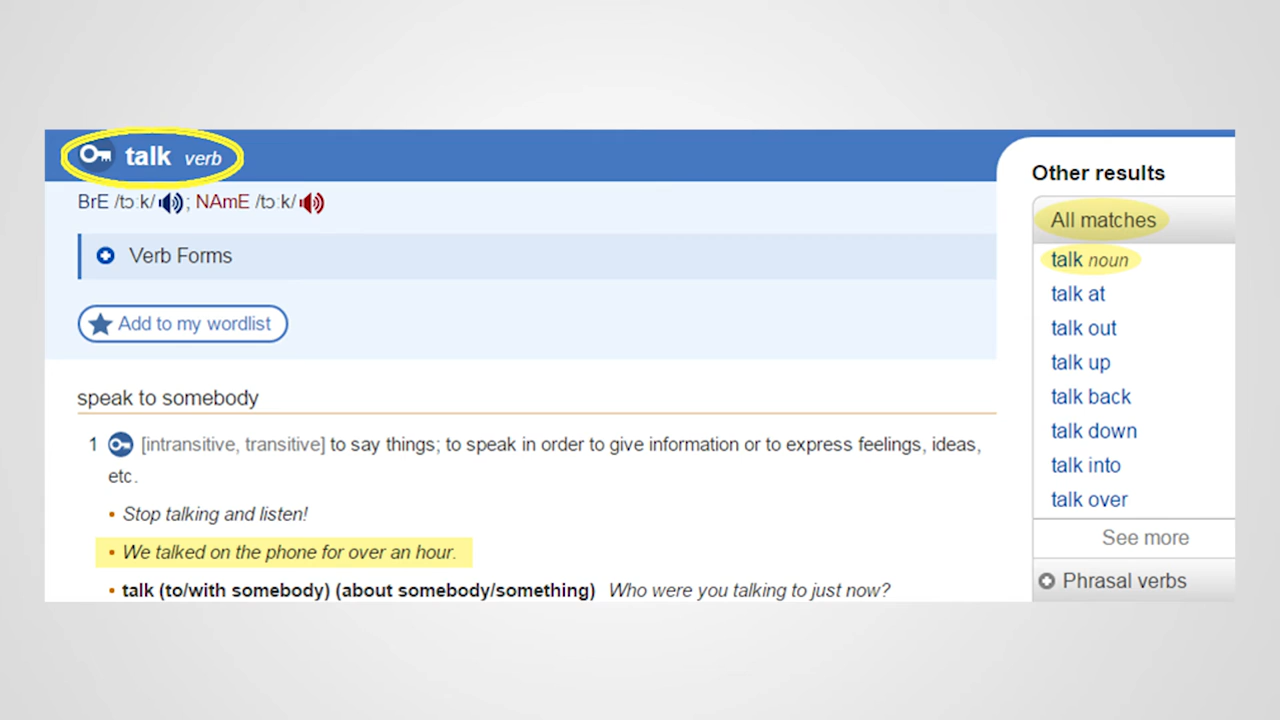 talk verb
BrE /tɔːk/ ; NAmE /tɔːk/
Verb Forms
Add to my wordlist
speak to somebody
1 [intransitive, transitive] to say things; to speak in order to give information or to express feelings, ideas,
etc.
• Stop talking and listen!
• We talked on the phone for over an hour.
• talk (to/with somebody) (about somebody/something) Who were you talking to just now?
Other results
All matches
talk noun
talk at
talk out
talk up
talk back
talk down
talk into
talk over
See more
Phrasal verbs